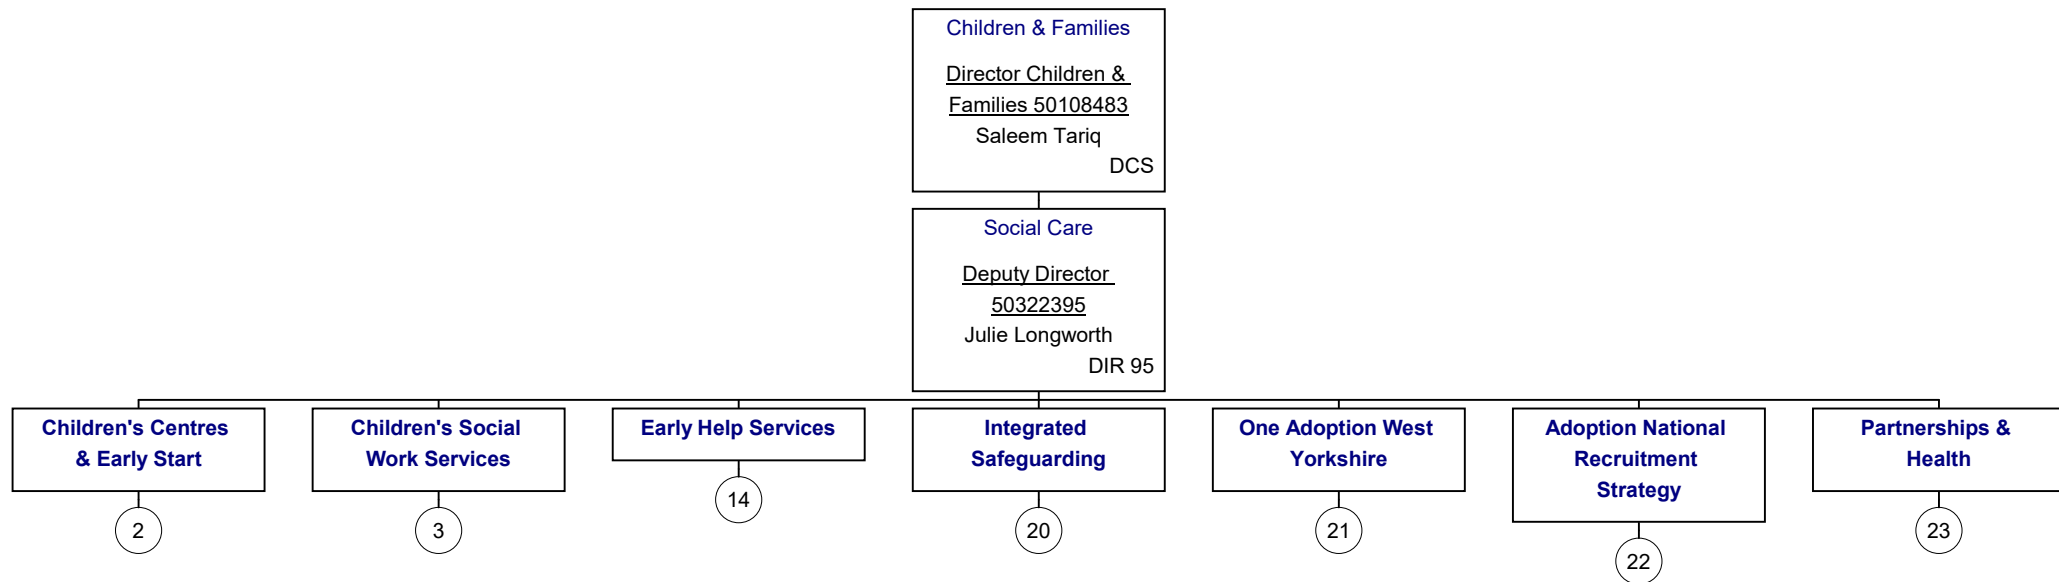 Children & Families
Director Children &
Families 50108483
Saleem Tariq
DCS
Social Care
Deputy Director
50322395
Julie Longworth
DIR 95
Children's Centres
& Early Start
2
Children's Social
Work Services
3
Early Help Services
14
Integrated
Safeguarding
20
One Adoption West
Yorkshire
21
Adoption National
Recruitment
Strategy
22
Partnerships &
Health
23